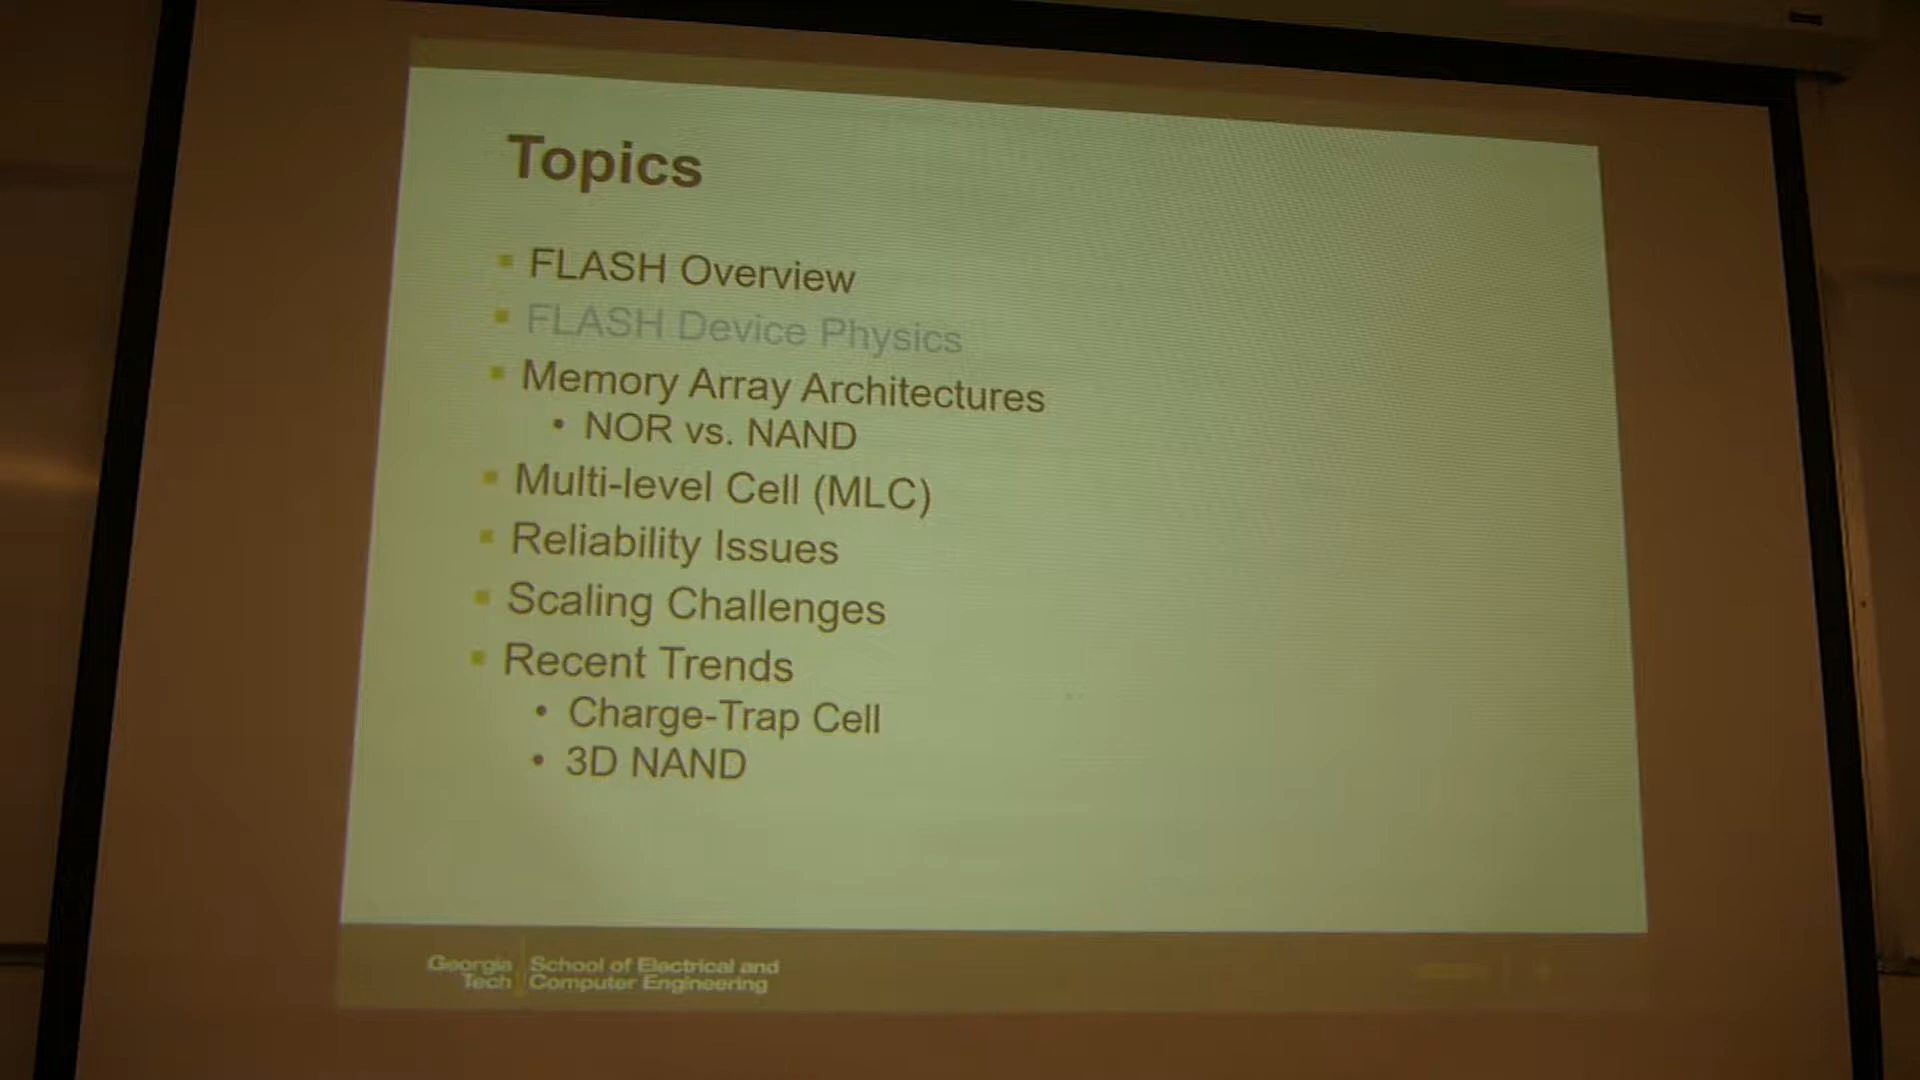 Topics
FLASH Overview
FLASH Device Physics
Memory Array Architectures
• NOR vs. NAND
Multi-level Cell (MLC)
Reliability Issues
Scaling Challenges
Recent Trends
• Charge-Trap Cell
• 3D NAND
Georgia Tech
School of Electrical and
Computer Engineering